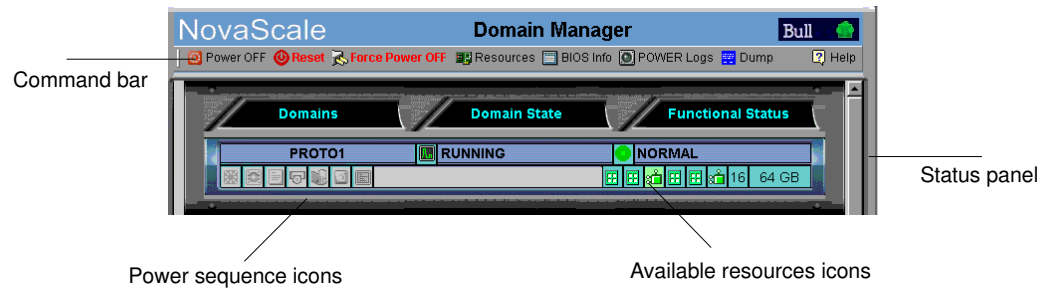 NovaScale Domain Manager Bull
Power OFF Reset Force Power OFF Resources BIOS Info POWER Logs Dump Help
Command bar
Domains Domain State Functional Status
PROTO1 RUNNING NORMAL
16 64 GB
Status panel
Power sequence icons
Available resources icons